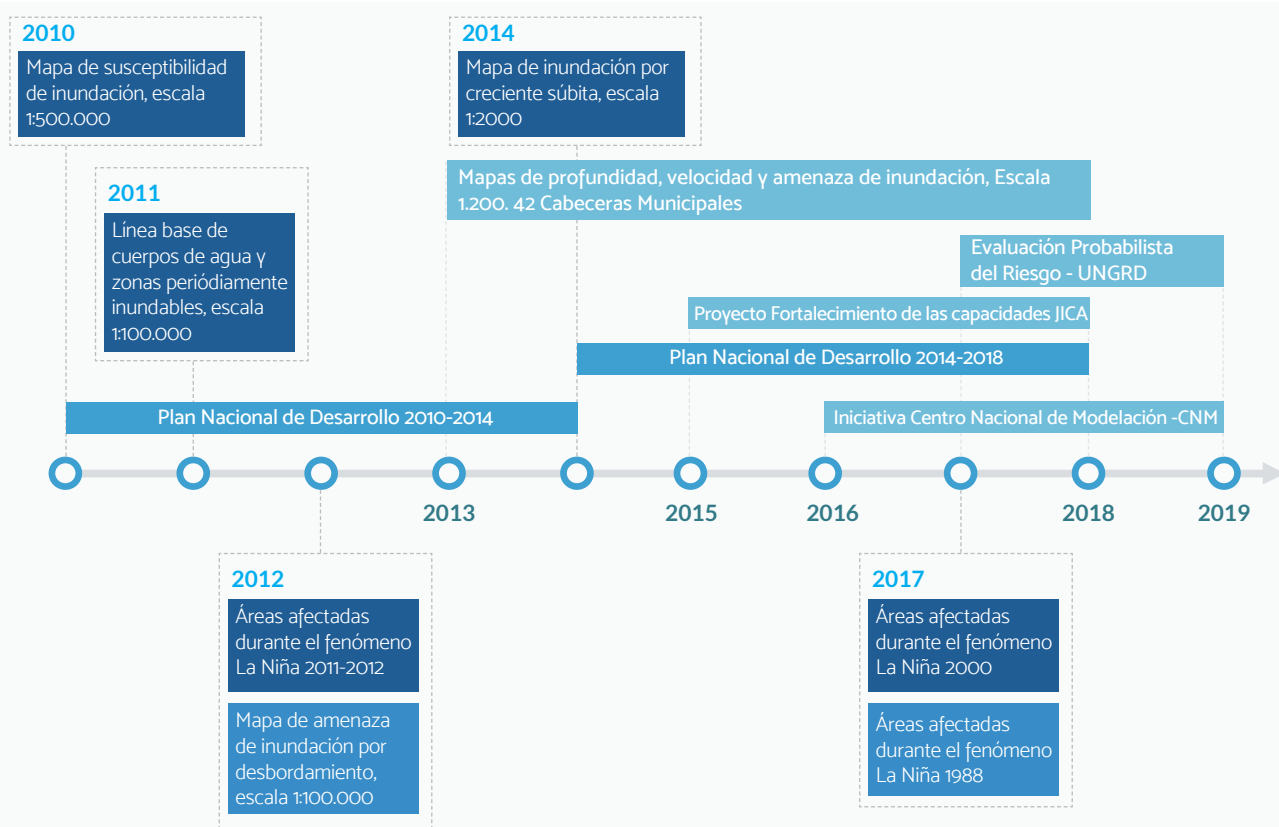 2010
Mapa de susceptibilidad
de inundación, escala
1:500.000
2014
Mapa de inundación por
creciente súbita, escala
1:2000
2011
Línea base de
cuerpos de agua y
zonas periódiamente
inundables, escala
1:100.000
Mapas de profundidad, velocidad y amenaza de inundación, Escala
1.200. 42 Cabeceras Municipales
Evaluación Probabilista
del Riesgo - UNGRD
Proyecto Fortalecimiento de las capacidades JICA
Plan Nacional de Desarrollo 2014-2018
Plan Nacional de Desarrollo 2010-2014
Iniciativa Centro Nacional de Modelación -CNM
2013
2015
2016
2018
2019
2012
Áreas afectadas
durante el fenómeno
La Niña 2011-2012
Mapa de amenaza
de inundación por
desbordamiento,
escala 1:100.000
2017
Áreas afectadas
durante el fenómeno
La Niña 2000
Áreas afectadas
durante el fenómeno
La Niña 1988